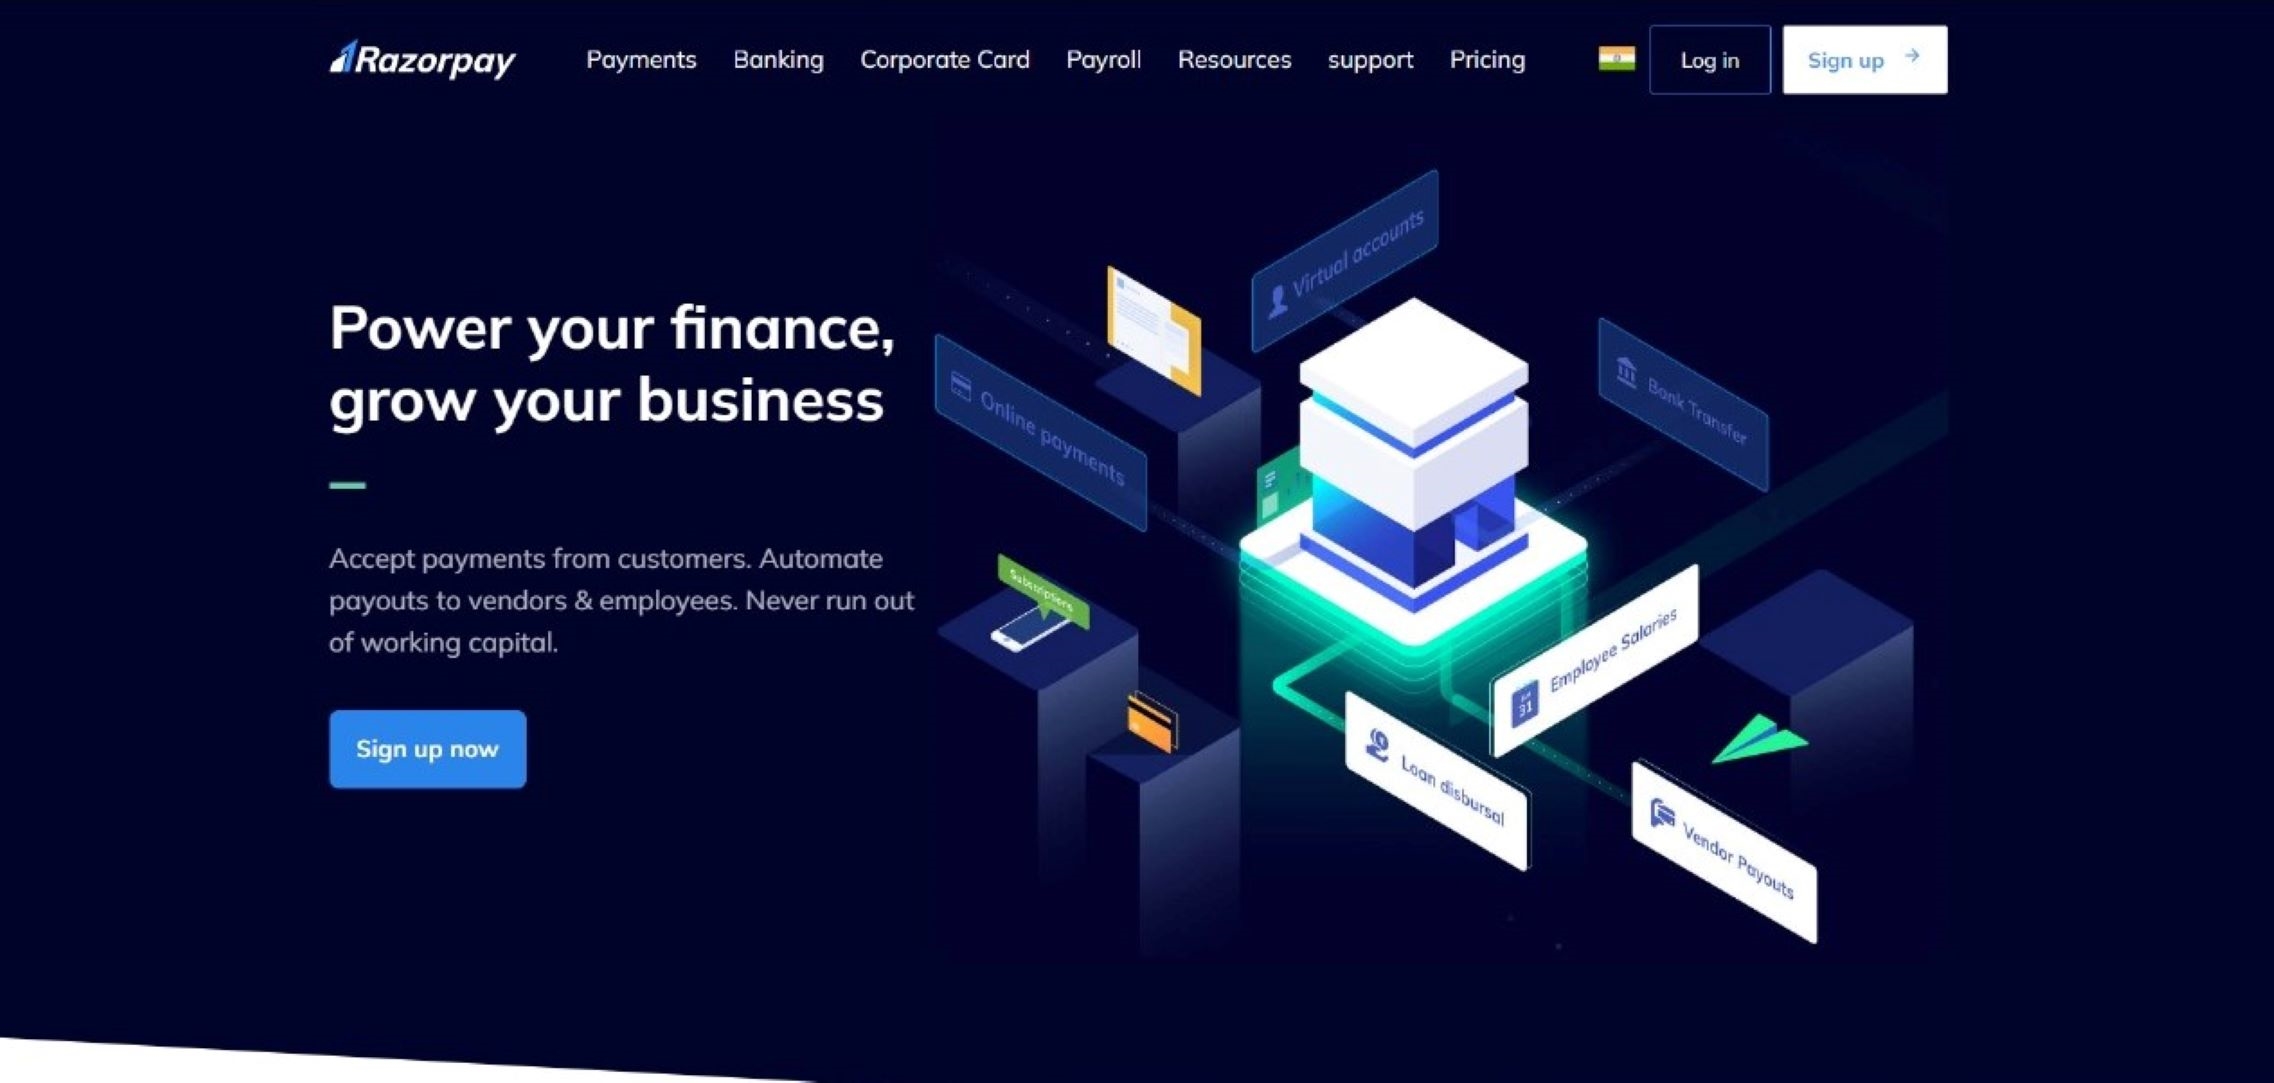 Razorpay
Payments
Banking
Corporate Card
Payroll
Resources
support
Pricing
Log in
Sign up
Power your finance,
grow your business
Accept payments from customers. Automate
payouts to vendors & employees. Never run out
of working capital.
Sign up now
Virtual accounts
Online payments
Bank Transfer
Subscriptions
Employee Salaries
31
Loan disbursal
Vendor Payouts